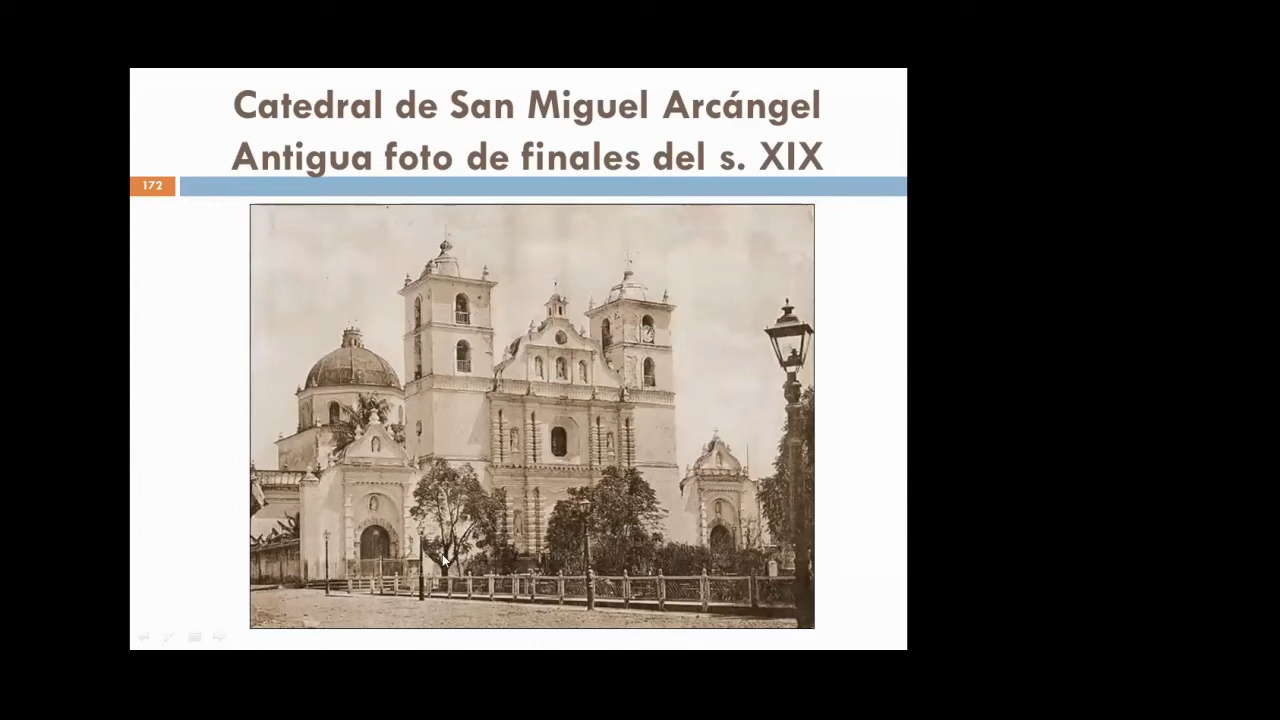 Catedral de San Miguel Arcángel
Antigua foto de finales del s. XIX
172